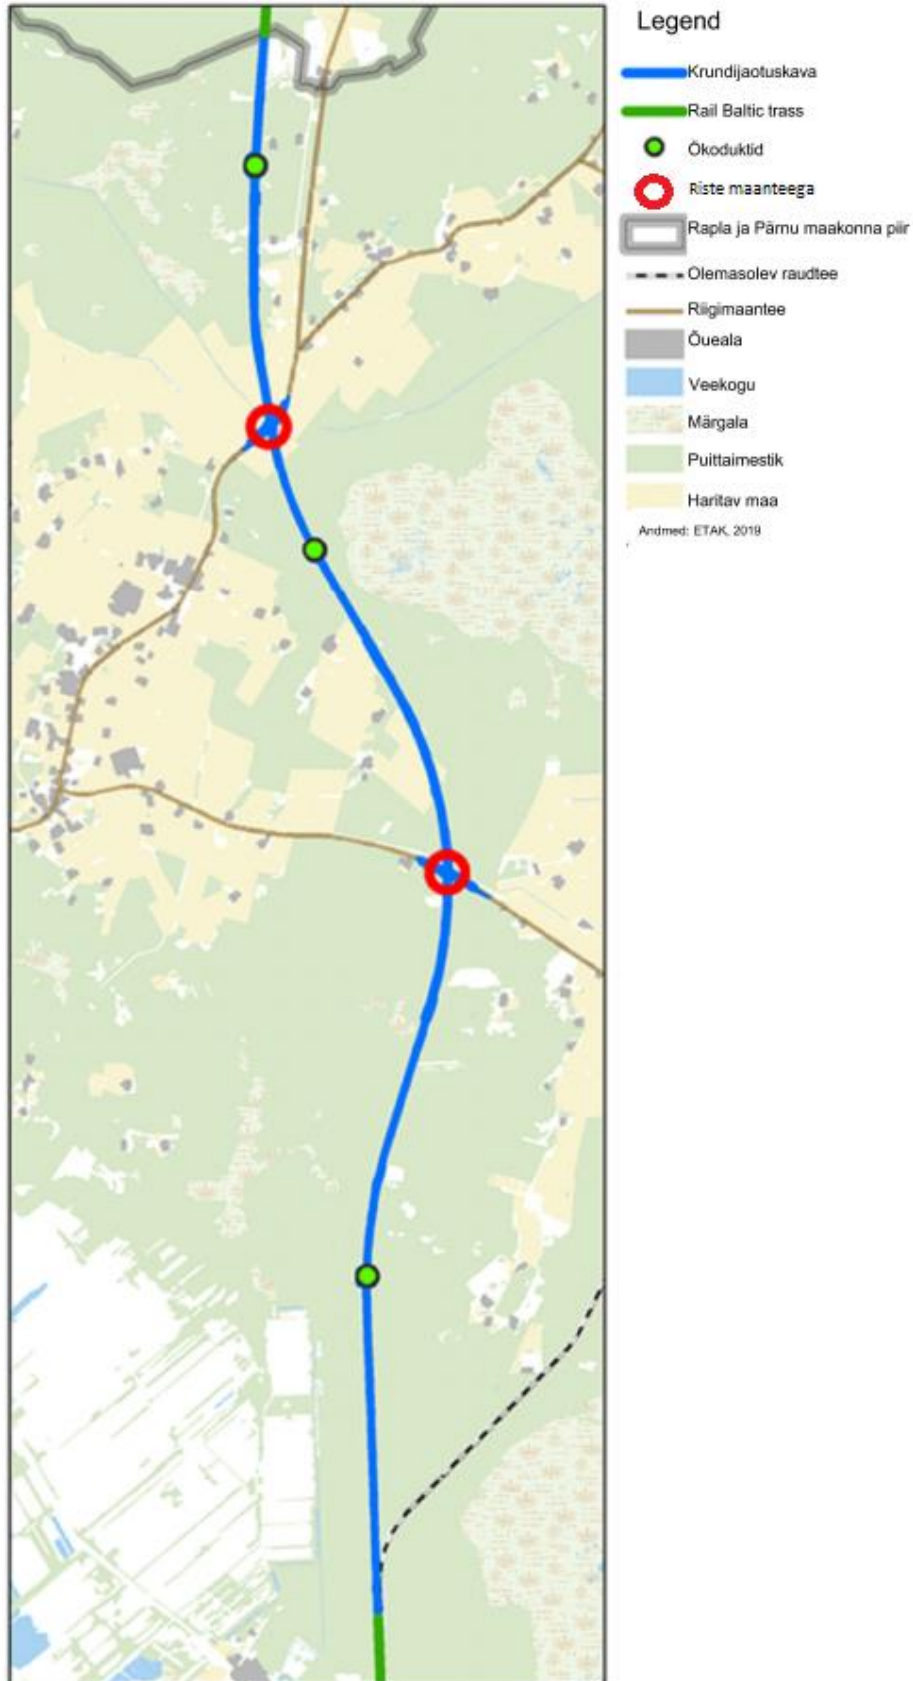 Legend
Krundijaotuskava
Rail Baltic trass
Ökoduktid
Riste maanteega
Rapla ja Pärnu maakonna piir
Olemasolev raudtee
Riigimaantee
Õueala
Veekogu
Märgala
Puittaimestik
Haritav maa
Andmed: ETAK, 2019